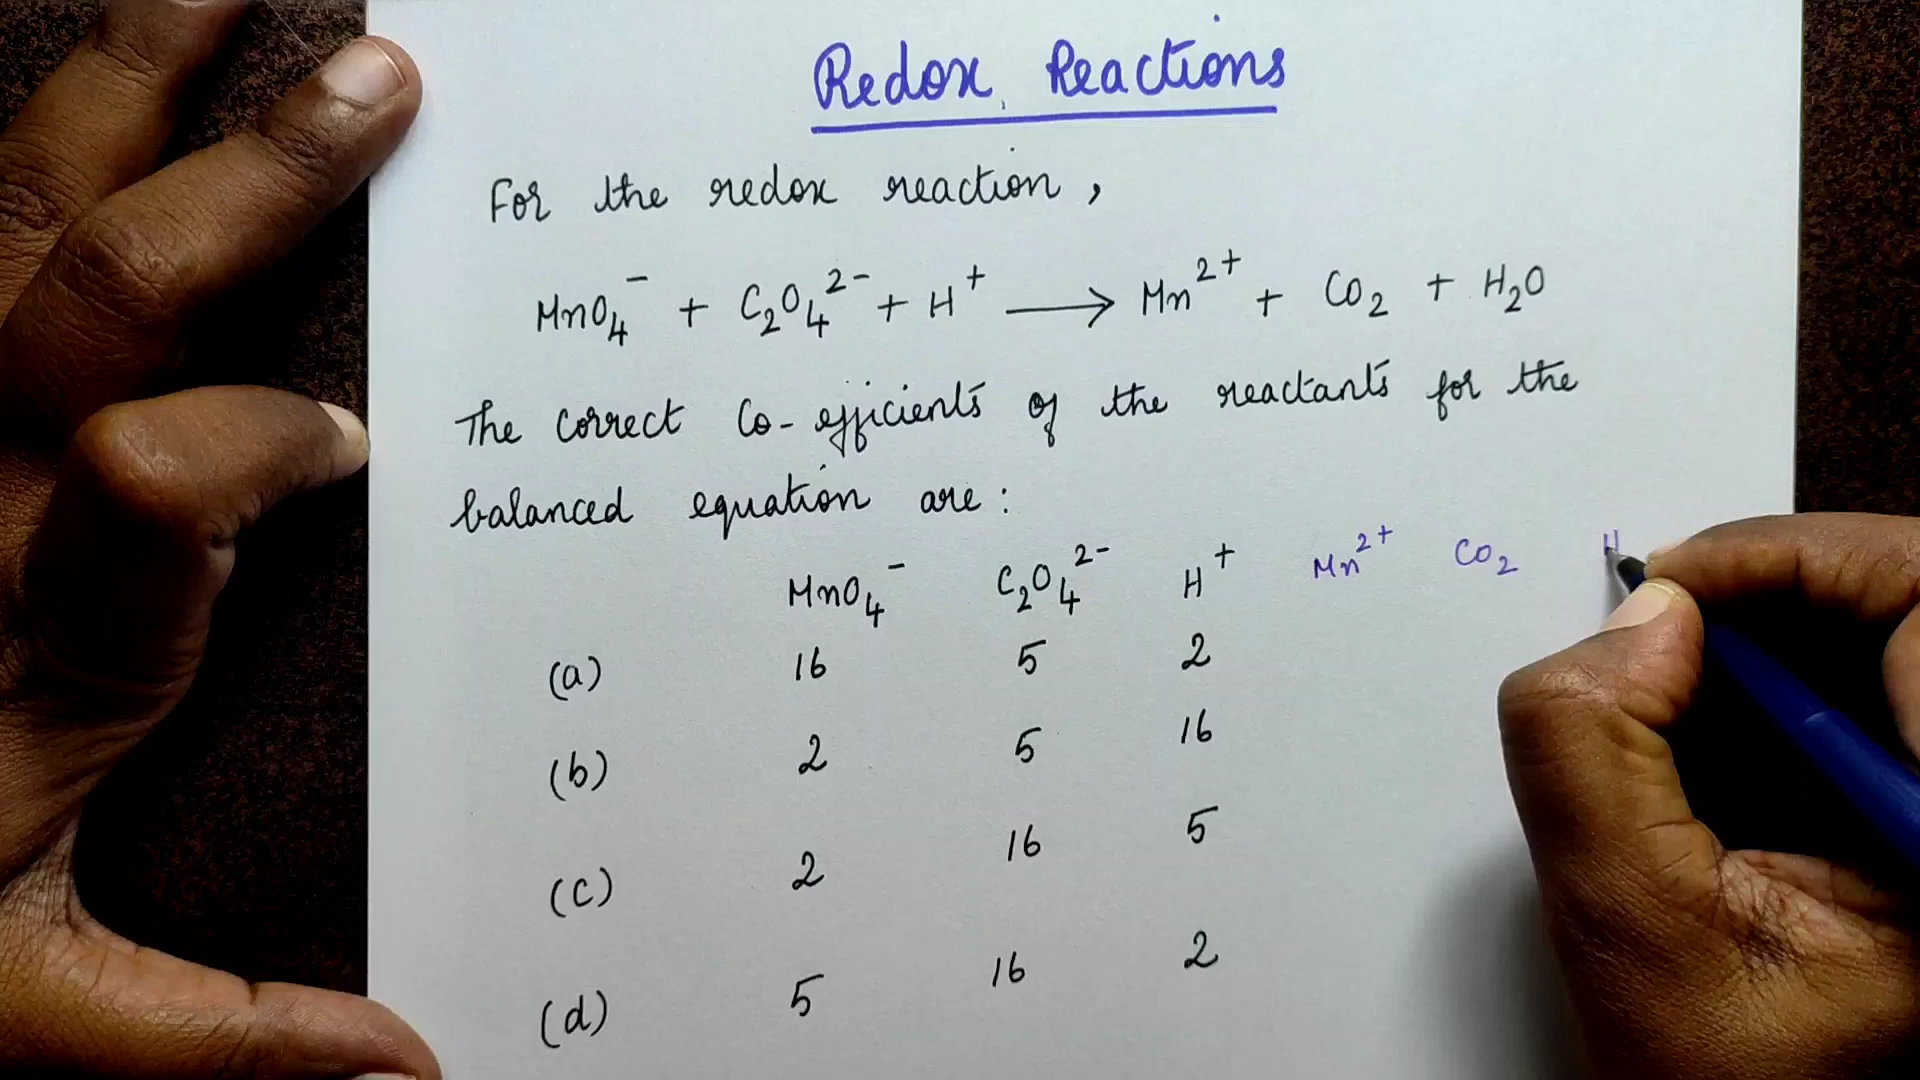 Redox Reactions
For the redox reaction,
MnO₄⁻ + C₂O₄²⁻ + H⁺ ⟶ Mn²⁺ + CO₂ + H₂O
The correct co-efficients of the reactants for the
balanced equation are :
MnO₄⁻ C₂O₄²⁻ H⁺ Mn²⁺ CO₂ H
(a) 16 5 2
(b) 2 5 16
(c) 2 16 5
(d) 5 16 2